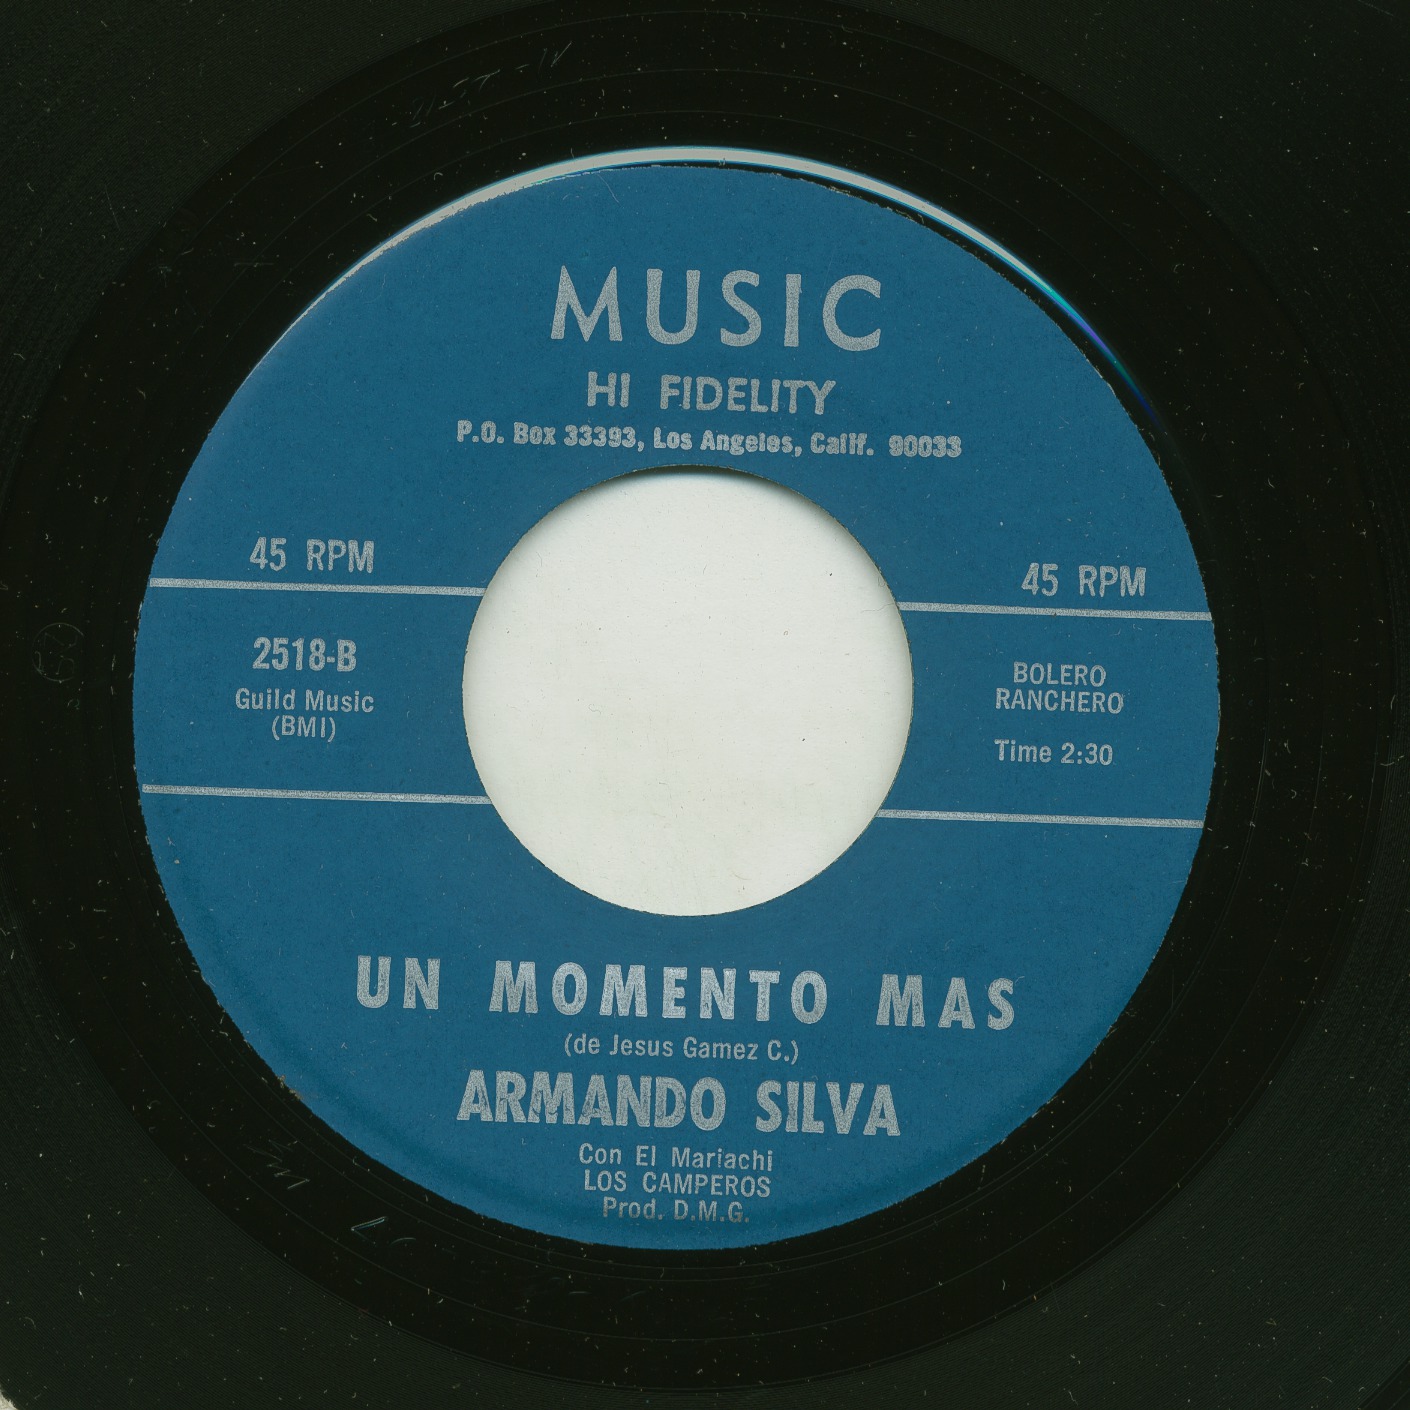 MUSIC
HI FIDELITY
P.O. Box 33393, Los Angeles, Calif. 90033
45 RPM
45 RPM
2518-B
Guild Music
(BMI)
BOLERO
RANCHERO
Time 2:30
UN MOMENTO MAS
(de Jesus Gamez C.)
ARMANDO SILVA
Con El Mariachi
LOS CAMPEROS
Prod. D.M.G.